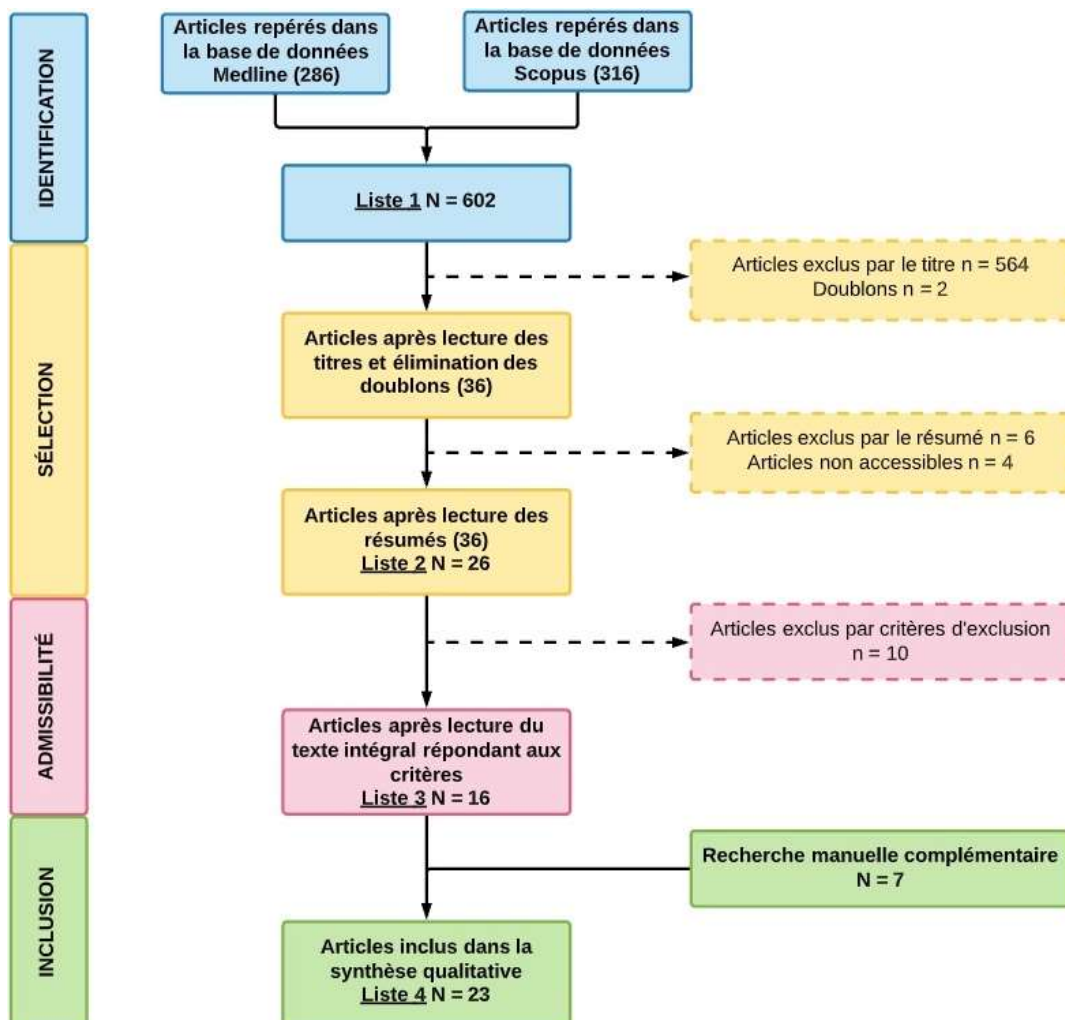 IDENTIFICATION
Articles repérés dans
la base de données
Medline (286)
Articles repérés dans
la base de données
Scopus (316)
Liste 1 N = 602
SÉLECTION
Articles exclus par le titre n = 564
Doublons n = 2
Articles après lecture des
titres et élimination des
doublons (36)
Articles exclus par le résumé n = 6
Articles non accessibles n = 4
Articles après lecture des
résumés (36)
Liste 2 N = 26
ADMISSIBILITÉ
Articles exclus par critères d'exclusion
n = 10
Articles après lecture du
texte intégral répondant aux
critères
Liste 3 N = 16
INCLUSION
Recherche manuelle complémentaire
N = 7
Articles inclus dans la
synthèse qualitative
Liste 4 N = 23